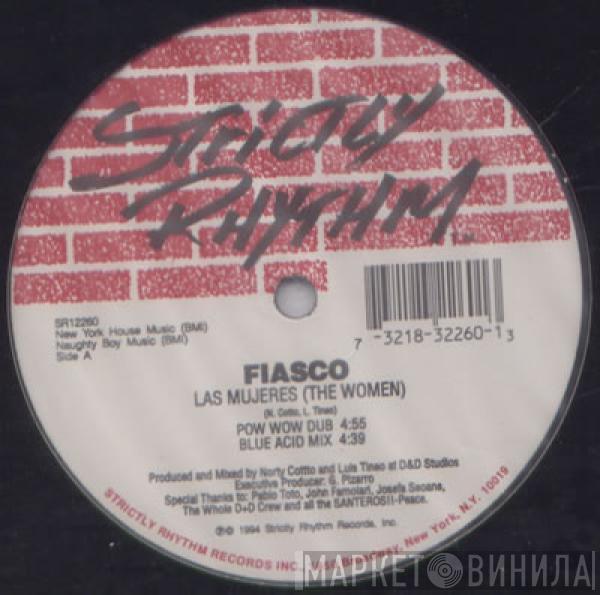 STRICTLY
RHYTHM
SR12260
New York House Music (BMI)
Naughty Boy Music (BMI)
Side A
7 -3218-32260-1 3
FIASCO
LAS MUJERES (THE WOMEN)
(N. Cotto, L. Tineo)
POW WOW DUB 4:55
BLUE ACID MIX 4:39
Produced and Mixed by Norty Cotto and Luis Tineo at D&D Studios
Executive Producer: G. Pizarro
Special Thanks to: Pablo Toto, John Famolari, Josefa Seoane,
The Whole D+D Crew and all the SANTEROS!!-Peace.
℗© 1994 Strictly Rhythm Records, Inc.
STRICTLY RHYTHM RECORDS INC., Broadway, New York, N.Y. 10019
МАРКЕТ ВИНИЛА